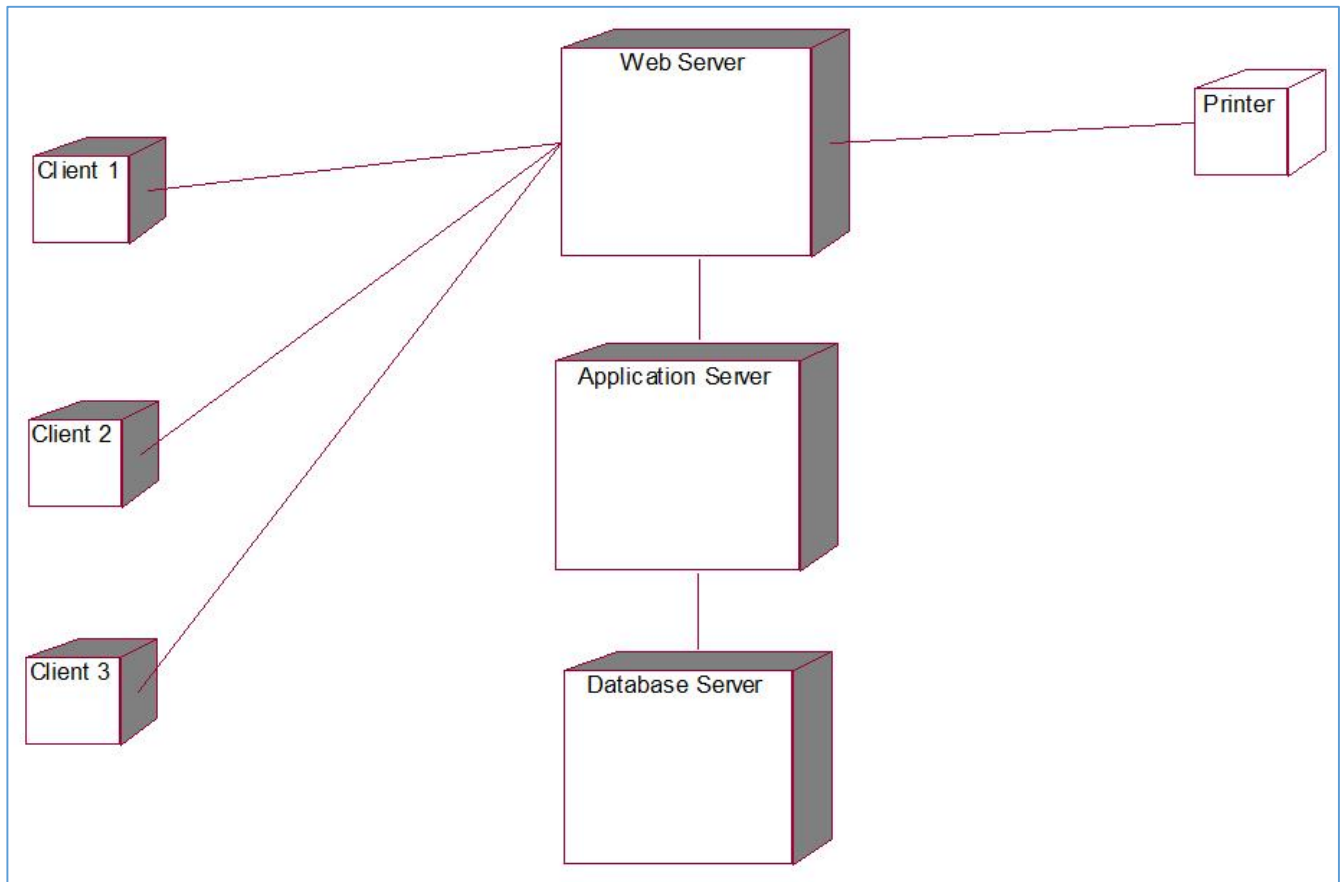 Web Server
Printer
Client 1
Application Server
Client 2
Client 3
Database Server